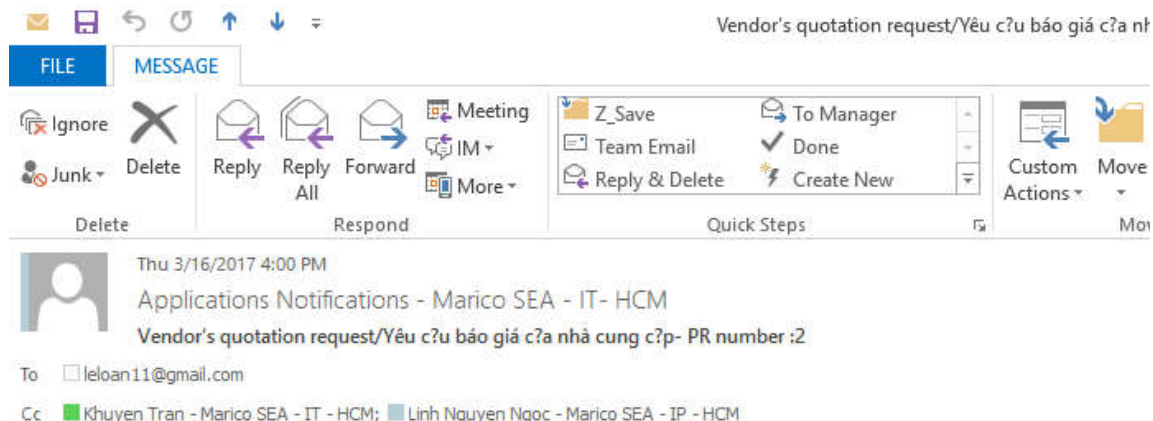 Vendor's quotation request/Yêu c?u báo giá c?a nh
FILE MESSAGE
Ignore
Junk
Delete
Reply
Reply All
Forward
Meeting
IM
More
Z_Save
Team Email
Reply & Delete
To Manager
Done
Create New
Custom Actions
Move
Delete Respond Quick Steps Mov
Thu 3/16/2017 4:00 PM
Applications Notifications - Marico SEA - IT- HCM
Vendor's quotation request/Yêu c?u báo giá c?a nhà cung c?p- PR number :2
To leloan11@gmail.com
Cc Khuyen Tran - Marico SEA - IT - HCM; Linh Nguyen Ngoc - Marico SEA - IP - HCM